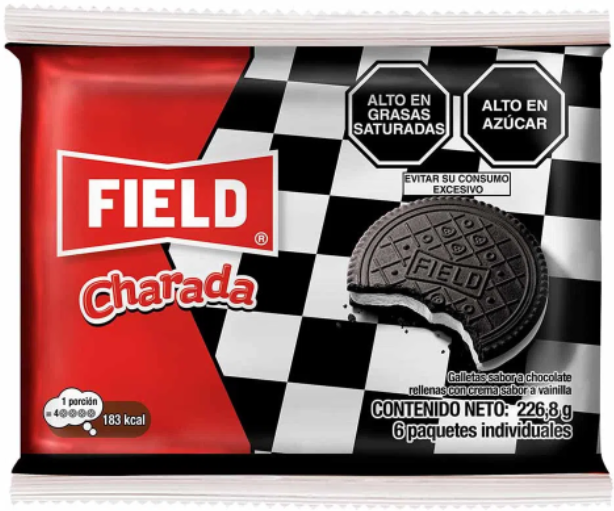 ALTO EN
GRASAS
SATURADAS
ALTO EN
AZÚCAR
EVITAR SU CONSUMO
EXCESIVO
FIELD
®
Charada
FIELD
1 porción
= 4
183 kcal
Galletas sabor a chocolate
rellenas con crema sabor a vainilla
CONTENIDO NETO: 226,8 g
6 paquetes individuales